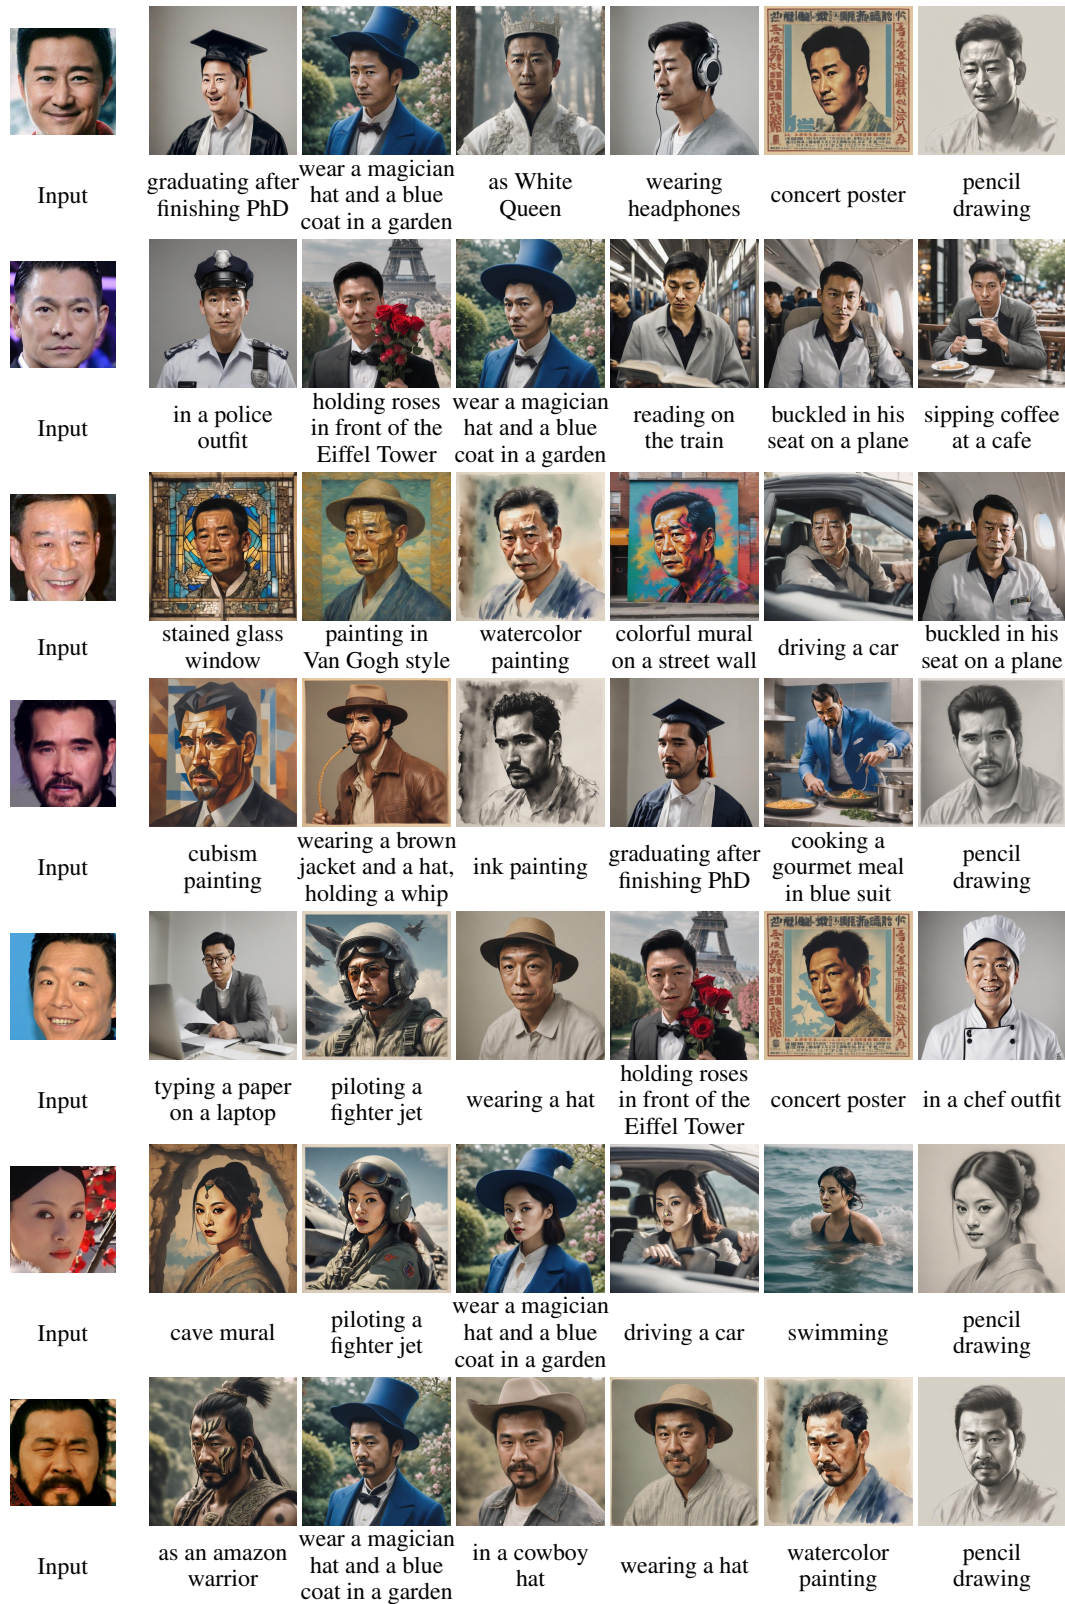 graduating after
finishing PhD
wear a magician
hat and a blue
coat in a garden
as White
Queen
wearing
headphones
concert poster
pencil
drawing
Input
in a police
outfit
holding roses
in front of the
Eiffel Tower
wear a magician
hat and a blue
coat in a garden
reading on
the train
buckled in his
seat on a plane
sipping coffee
at a cafe
Input
stained glass
window
painting in
Van Gogh style
watercolor
painting
colorful mural
on a street wall
driving a car
buckled in his
seat on a plane
Input
cubism
painting
wearing a brown
jacket and a hat,
holding a whip
ink painting
graduating after
finishing PhD
cooking a
gourmet meal
in blue suit
pencil
drawing
Input
typing a paper
on a laptop
piloting a
fighter jet
wearing a hat
holding roses
in front of the
Eiffel Tower
concert poster
in a chef outfit
Input
cave mural
piloting a
fighter jet
wear a magician
hat and a blue
coat in a garden
driving a car
swimming
pencil
drawing
Input
as an amazon
warrior
wear a magician
hat and a blue
coat in a garden
in a cowboy
hat
wearing a hat
watercolor
painting
pencil
drawing
Input